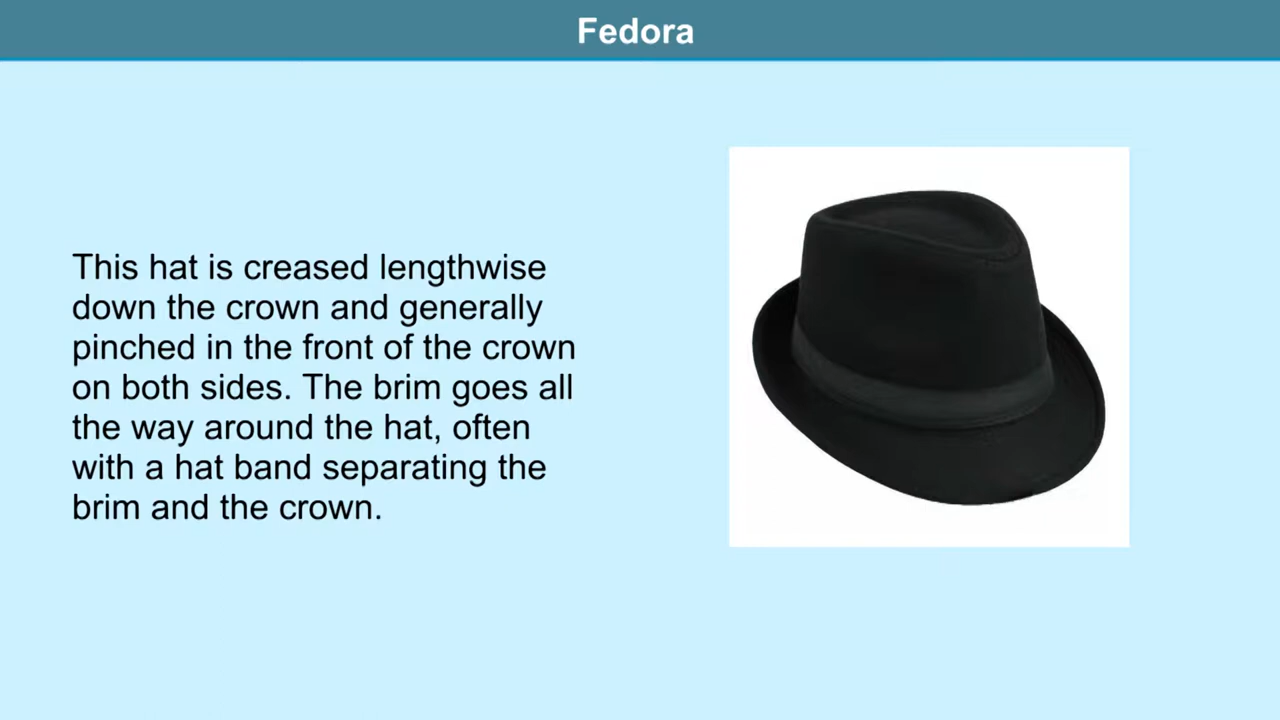 Fedora
This hat is creased lengthwise
down the crown and generally
pinched in the front of the crown
on both sides. The brim goes all
the way around the hat, often
with a hat band separating the
brim and the crown.